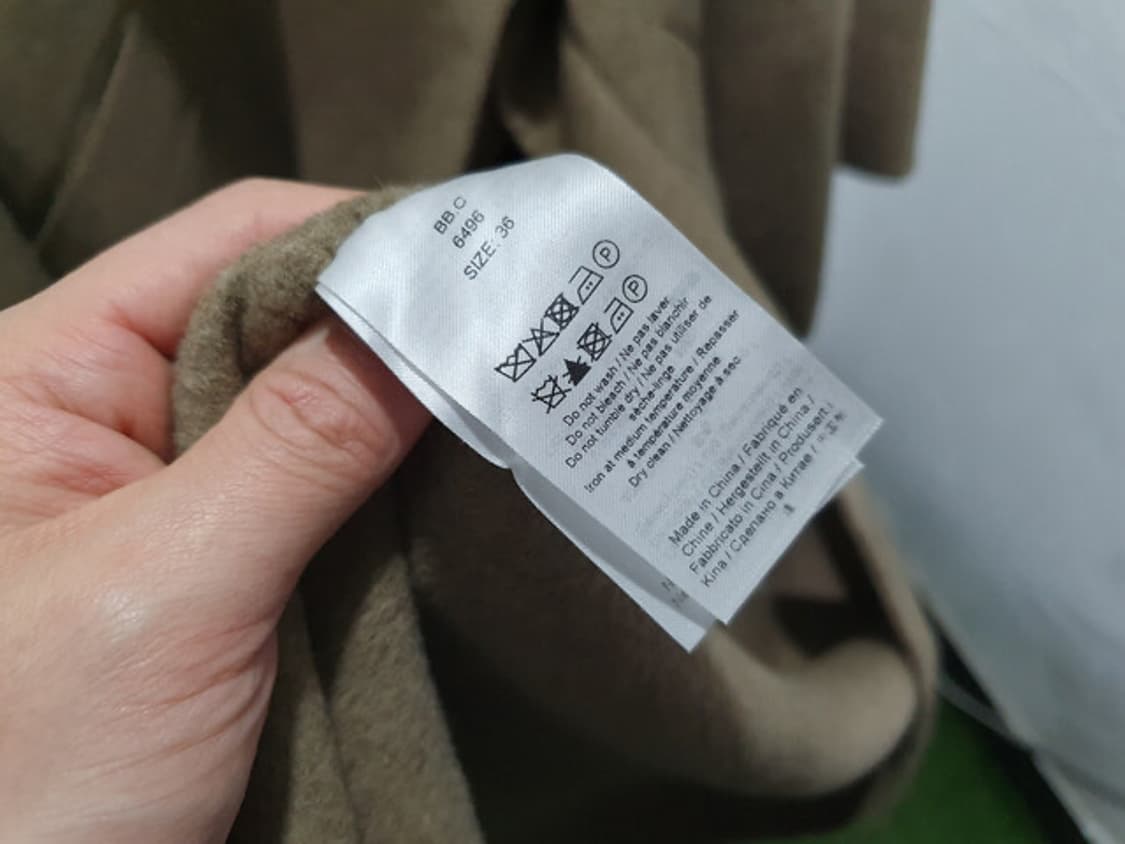 BB.C
6496
SIZE: 36
P
P
Do not wash / Ne pas laver
Do not bleach / Ne pas blanchir
Do not tumble dry / Ne pas utiliser de
sèche-linge
Iron at medium temperature / Repasser
à température moyenne
Dry clean / Nettoyage à sec
Made in China / Fabriqué en
Chine / Hergestellt in China /
Fabbricato in Cina / Produsert i
Kina / Сделано в Китае /